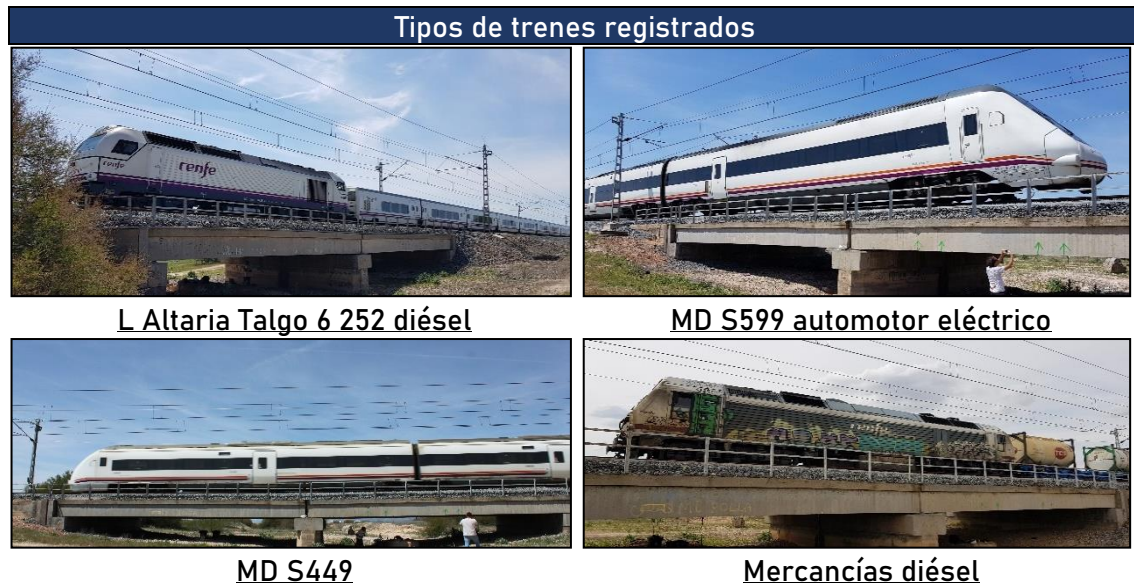 Tipos de trenes registrados
renfe
renfe
L Altaria Talgo 6 252 diésel
MD S599 automotor eléctrico
renfe
MD S449
Mercancías diésel